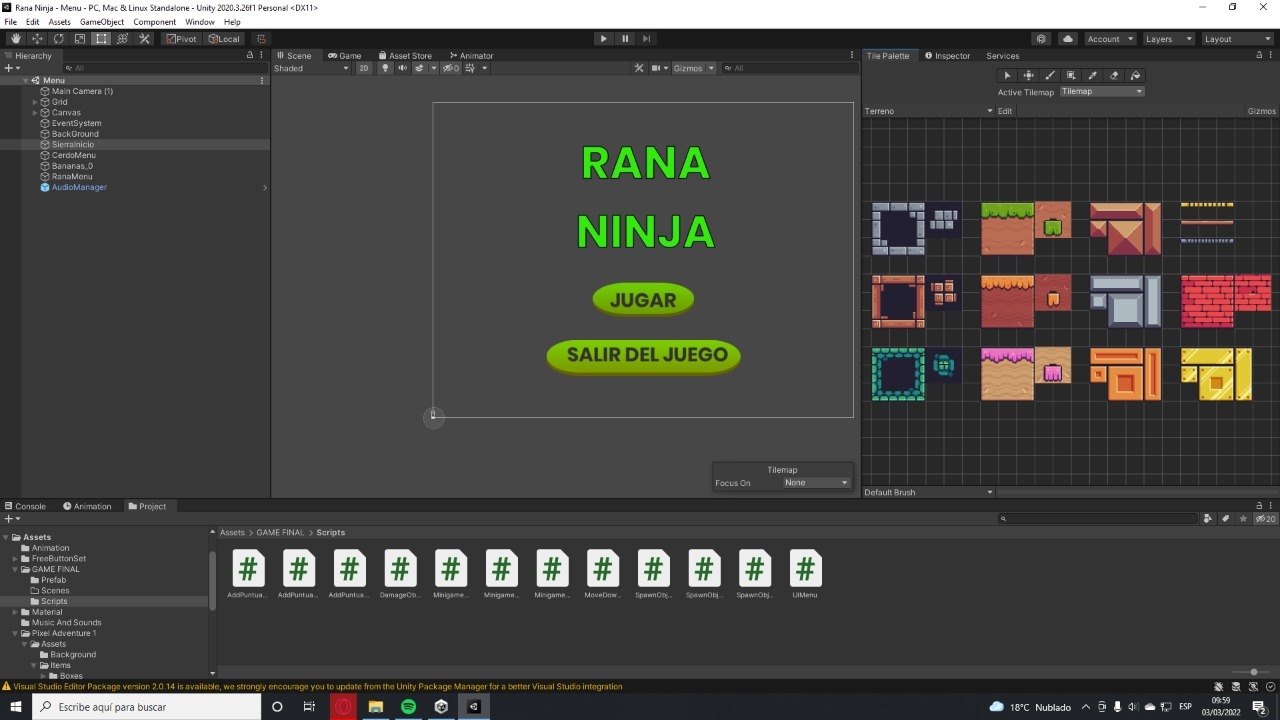 Rana Ninja - Menu - PC, Mac & Linux Standalone - Unity 2020.3.26f1 Personal <DX11>
File Edit Assets GameObject Component Window Help
Pivot Local Account Layers Layout
Hierarchy
All
Menu
Main Camera (1)
Grid
Canvas
EventSystem
BackGround
SierraInicio
CerdoMenu
Bananas_0
RanaMenu
AudioManager
Scene Game Asset Store Animator
Shaded 2D 0 Gizmos All
RANA
NINJA
JUGAR
SALIR DEL JUEGO
Tilemap
Focus On None
Tile Palette Inspector Services
Active Tilemap Tilemap
Terreno Edit Gizmos
Default Brush
Console Animation Project
20
Assets
Animation
FreeButtonSet
GAME FINAL
Prefab
Scenes
Scripts
Material
Music And Sounds
Pixel Adventure 1
Assets
Background
Items
Boxes
Assets > GAME FINAL > Scripts
AddPuntua... AddPuntua... AddPuntua... DamageOb... Minigame... Minigame... Minigame... MoveDow... SpawnObj... SpawnObj... SpawnObj... UIMenu
Visual Studio Editor Package version 2.0.14 is available, we strongly encourage you to update from the Unity Package Manager for a better Visual Studio integration
Escribe aquí para buscar
18°C Nublado
ESP
09:59
03/03/2022
2